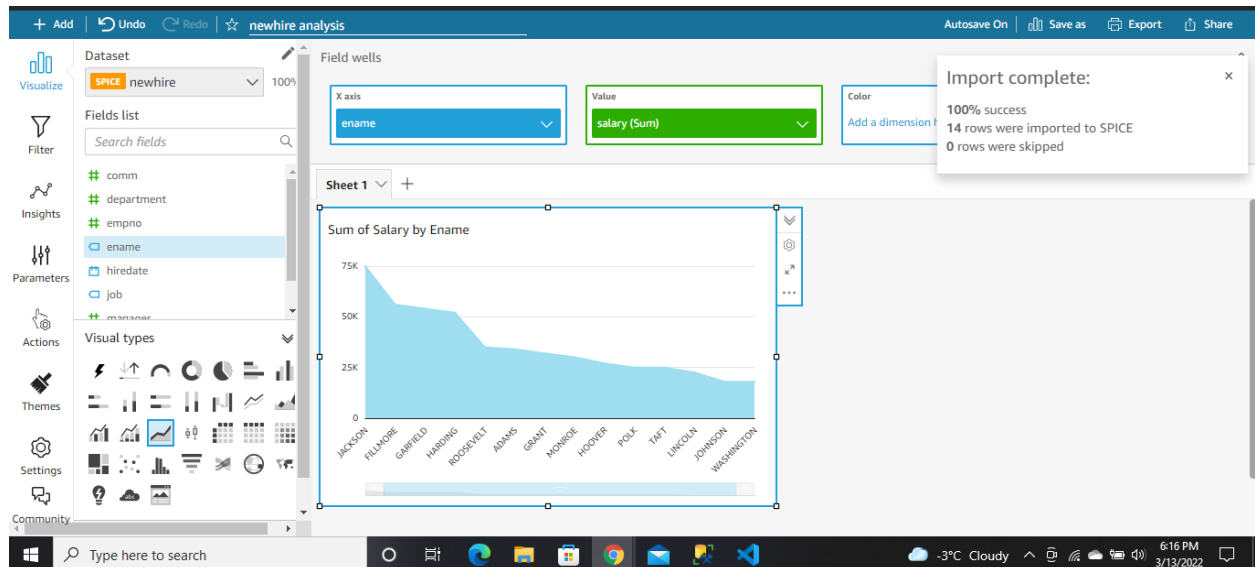 + Add Undo Redo newhire analysis Autosave On Save as Export Share
Visualize
Filter
Insights
Parameters
Actions
Themes
Settings
Community
Dataset
SPICE newhire 100%
Fields list
Search fields
comm
department
empno
ename
hiredate
job
manager
Visual types
Field wells
X axis
ename
Value
salary (Sum)
Color
Add a dimension
Import complete:
100% success
14 rows were imported to SPICE
0 rows were skipped
Sheet 1
Sum of Salary by Ename
75K
50K
25K
0
JACKSON
FILLMORE
GARFIELD
HARDING
ROOSEVELT
ADAMS
GRANT
MONROE
HOOVER
POLK
TAFT
LINCOLN
JOHNSON
WASHINGTON
abc
Type here to search
-3°C Cloudy
6:16 PM
3/13/2022